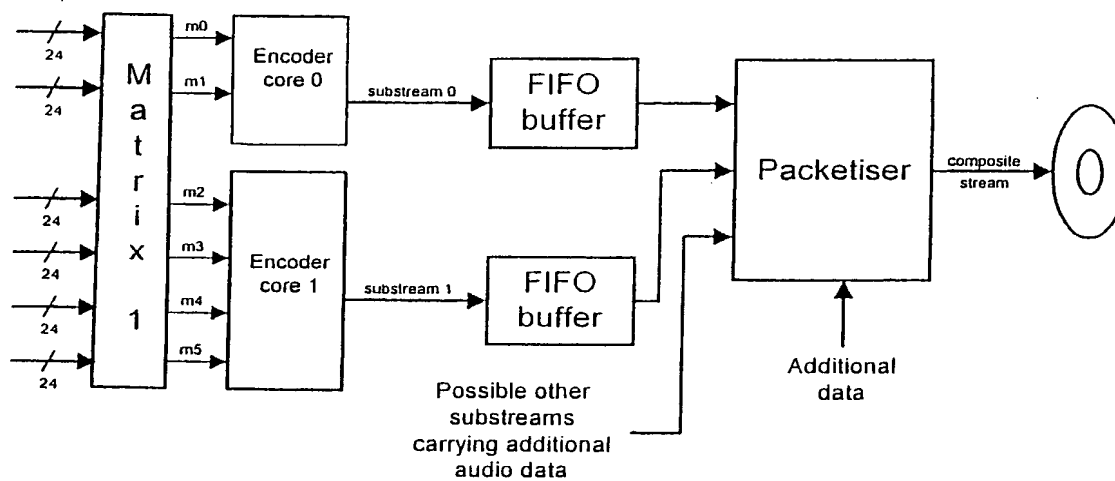 24
24
24
24
24
24
Matrix 1
m0
m1
m2
m3
m4
m5
Encoder
core 0
Encoder
core 1
substream 0
substream 1
FIFO
buffer
FIFO
buffer
Possible other
substreams
carrying additional
audio data
Packetiser
Additional
data
composite
stream